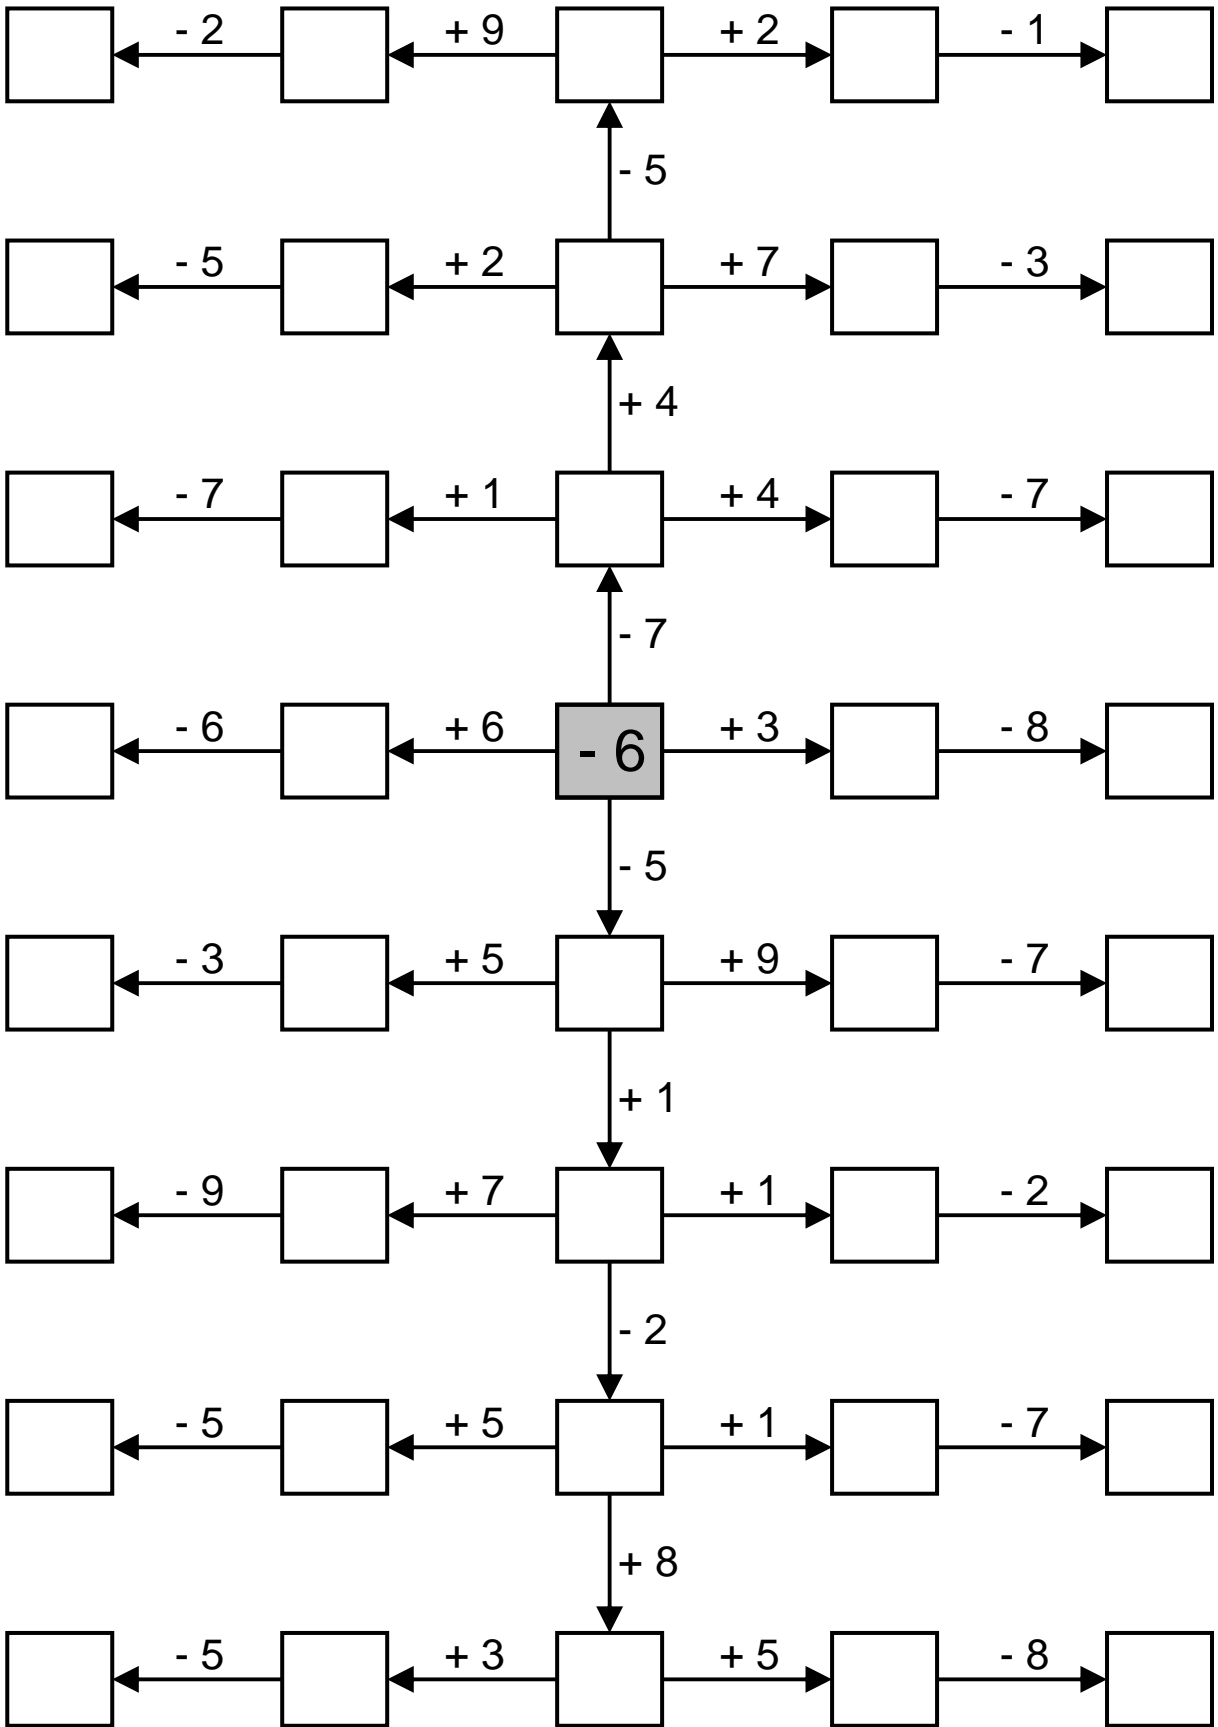 - 2 + 9 + 2 - 1
- 5
- 5 + 2 + 7 - 3
+ 4
- 7 + 1 + 4 - 7
- 7
- 6 + 6 - 6 + 3 - 8
- 5
- 3 + 5 + 9 - 7
+ 1
- 9 + 7 + 1 - 2
- 2
- 5 + 5 + 1 - 7
+ 8
- 5 + 3 + 5 - 8